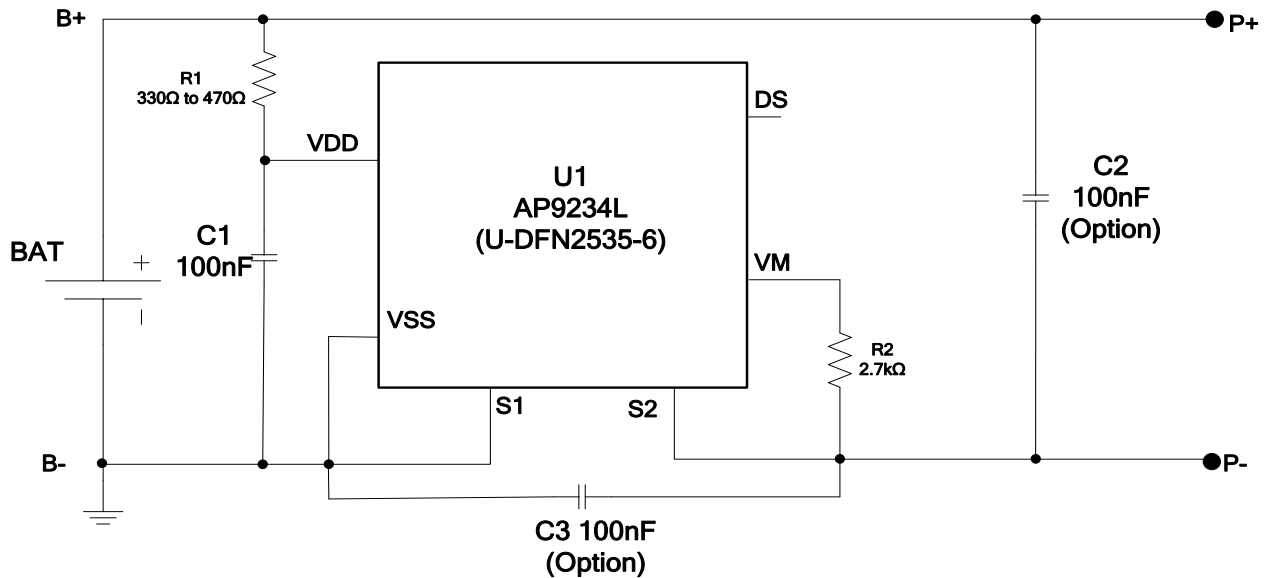 B+
P+
R1
330Ω to 470Ω
DS
VDD
U1
AP9234L
(U-DFN2535-6)
C2
100nF
(Option)
C1
100nF
BAT
+
VM
VSS
R2
2.7kΩ
S1
S2
B-
P-
C3 100nF
(Option)